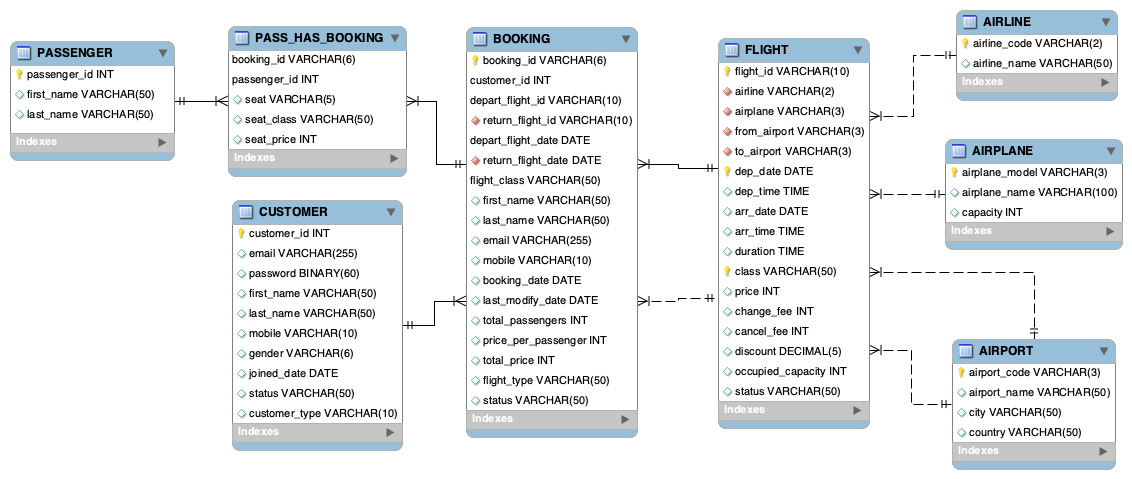 PASSENGER
passenger_id INT
first_name VARCHAR(50)
last_name VARCHAR(50)
Indexes
PASS_HAS_BOOKING
booking_id VARCHAR(6)
passenger_id INT
seat VARCHAR(5)
seat_class VARCHAR(50)
seat_price INT
Indexes
CUSTOMER
customer_id INT
email VARCHAR(255)
password BINARY(60)
first_name VARCHAR(50)
last_name VARCHAR(50)
mobile VARCHAR(10)
gender VARCHAR(6)
joined_date DATE
status VARCHAR(50)
customer_type VARCHAR(10)
Indexes
BOOKING
booking_id VARCHAR(6)
customer_id INT
depart_flight_id VARCHAR(10)
return_flight_id VARCHAR(10)
depart_flight_date DATE
return_flight_date DATE
flight_class VARCHAR(50)
first_name VARCHAR(50)
last_name VARCHAR(50)
email VARCHAR(255)
mobile VARCHAR(10)
booking_date DATE
last_modify_date DATE
total_passengers INT
price_per_passenger INT
total_price INT
flight_type VARCHAR(50)
status VARCHAR(50)
Indexes
FLIGHT
flight_id VARCHAR(10)
airline VARCHAR(2)
airplane VARCHAR(3)
from_airport VARCHAR(3)
to_airport VARCHAR(3)
dep_date DATE
dep_time TIME
arr_date DATE
arr_time TIME
duration TIME
class VARCHAR(50)
price INT
change_fee INT
cancel_fee INT
discount DECIMAL(5)
occupied_capacity INT
status VARCHAR(50)
Indexes
AIRLINE
airline_code VARCHAR(2)
airline_name VARCHAR(50)
Indexes
AIRPLANE
airplane_model VARCHAR(3)
airplane_name VARCHAR(100)
capacity INT
Indexes
AIRPORT
airport_code VARCHAR(3)
airport_name VARCHAR(50)
city VARCHAR(50)
country VARCHAR(50)
Indexes